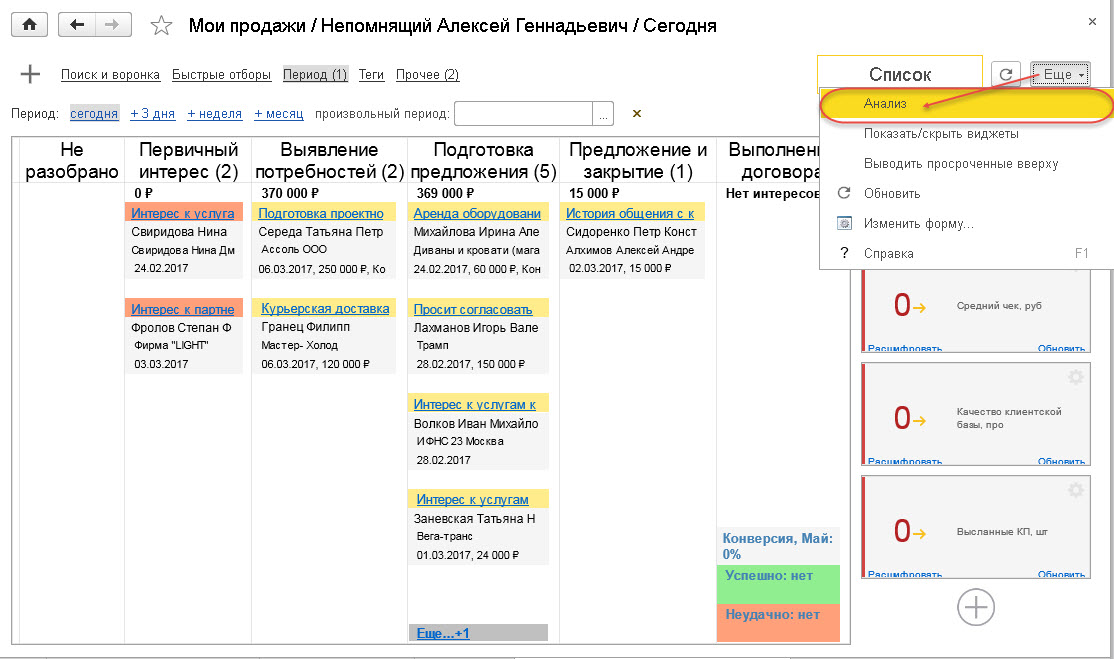 Мои продажи / Непомнящий Алексей Геннадьевич / Сегодня
Поиск и воронка Быстрые отборы Период (1) Теги Прочее (2)
Список
Еще
Период: сегодня + 3 дня + неделя + месяц произвольный период: ...
Анализ
Показать/скрыть виджеты
Выводить просроченные вверху
Обновить
Изменить форму...
? Справка F1
Не разобрано
Первичный интерес (2)
0 ₽
Интерес к услуга
Свиридова Нина
Свиридова Нина Дм
24.02.2017
Интерес к партне
Фролов Степан Ф
Фирма "LIGHT"
03.03.2017
Выявление потребностей (2)
370 000 ₽
Подготовка проектно
Середа Татьяна Петр
Ассоль ООО
06.03.2017, 250 000 ₽, Ко
Курьерская доставка
Гранец Филипп
Мастер- Холод
06.03.2017, 120 000 ₽
Подготовка предложения (5)
369 000 ₽
Аренда оборудовани
Михайлова Ирина Але
Диваны и кровати (мага
24.02.2017, 60 000 ₽, Кон
Просит согласовать
Лахманов Игорь Вале
Трамп
28.02.2017, 150 000 ₽
Интерес к услугам к
Волков Иван Михайло
ИФНС 23 Москва
28.02.2017
Интерес к услугам
Заневская Татьяна Н
Вега-транс
01.03.2017, 24 000 ₽
Еще...+1
Предложение и закрытие (1)
15 000 ₽
История общения с к
Сидоренко Петр Конст
Алхимов Алексей Андре
02.03.2017, 15 000 ₽
Выполнен
договора
Нет интересов
Конверсия, Май:
0%
Успешно: нет
Неудачно: нет
0 Средний чек, руб
Расшифровать Обновить
0 Качество клиентской
базы, про
Расшифровать Обновить
0 Высланные КП, шт
Расшифровать Обновить